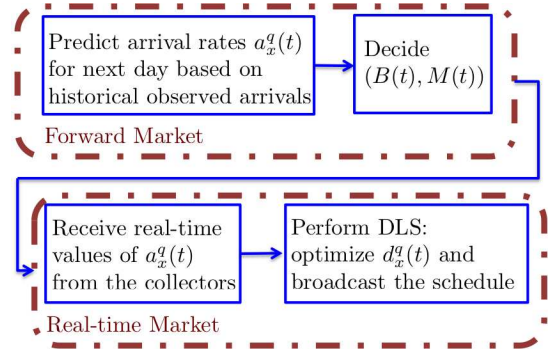 Predict arrival rates $a_x^q(t)$
for next day based on
historical observed arrivals
Decide
$(B(t), M(t))$
Forward Market
Receive real-time
values of $a_x^q(t)$
from the collectors
Perform DLS:
optimize $d_x^q(t)$ and
broadcast the schedule
Real-time Market